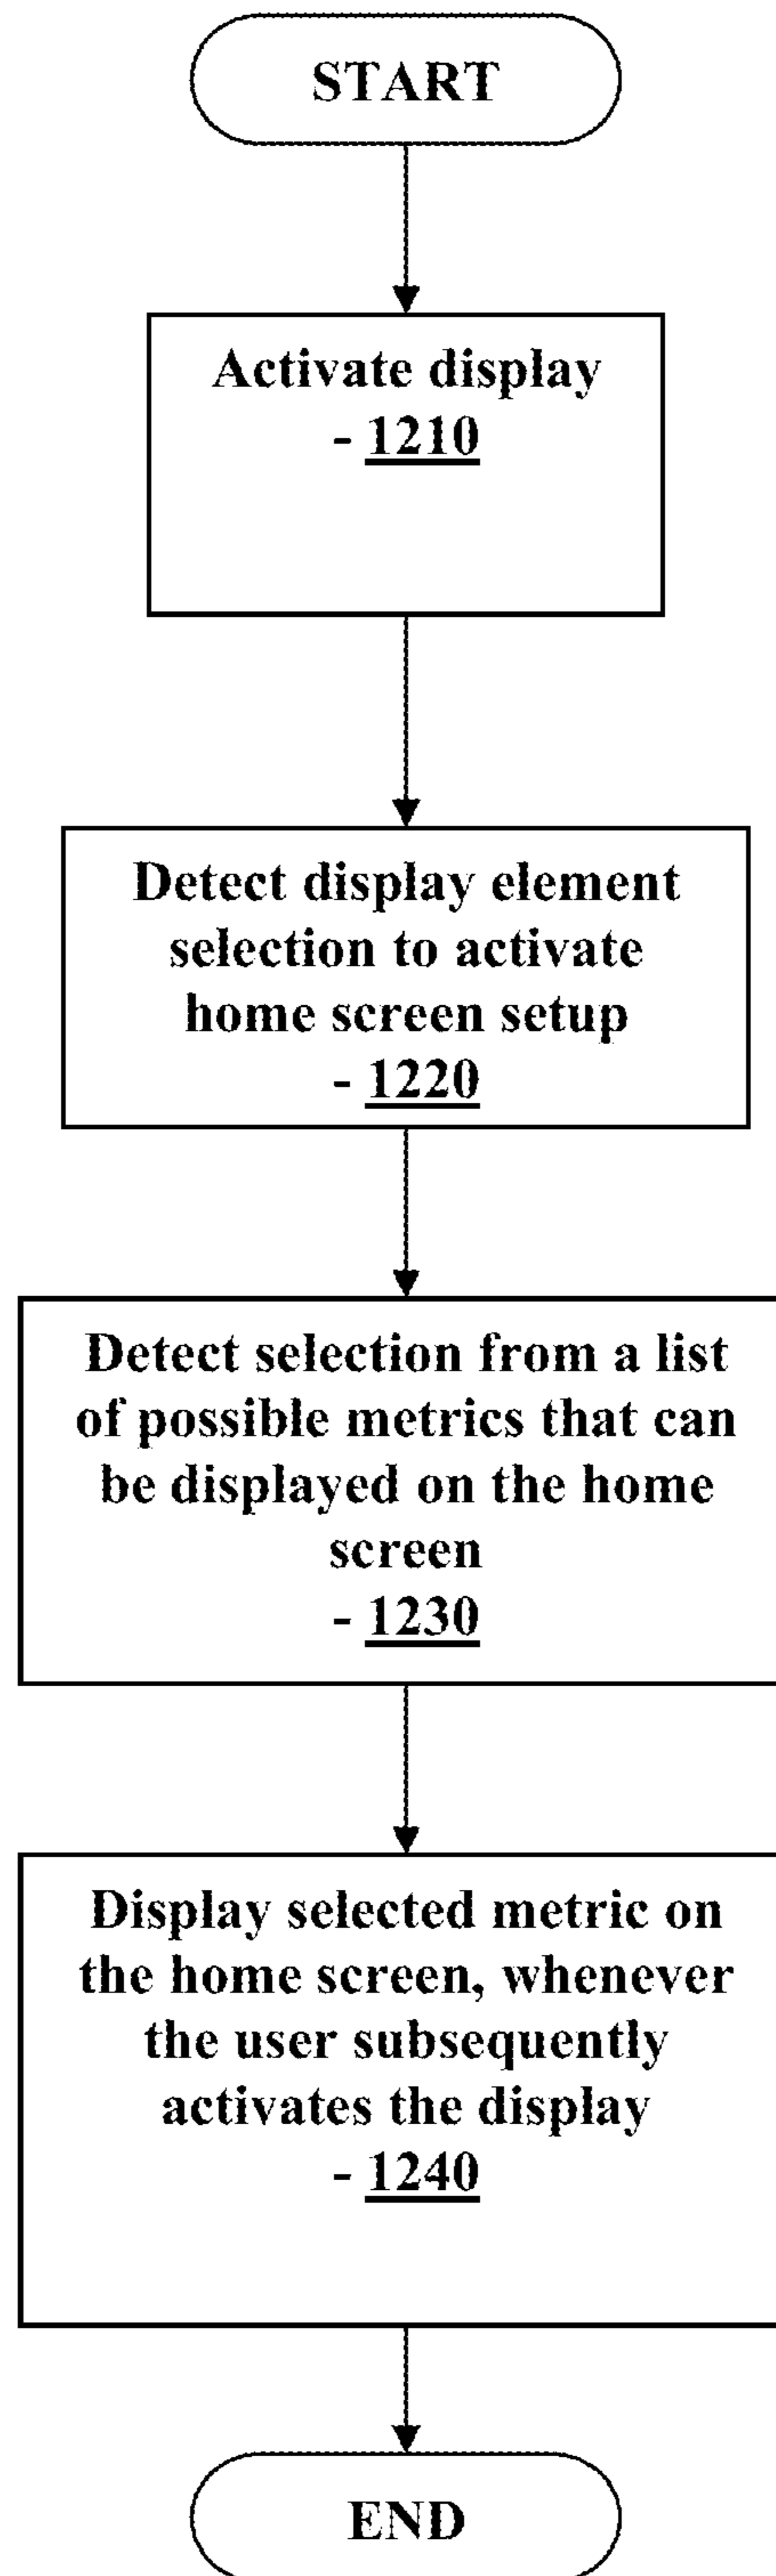 START
Activate display
- 1210
Detect display element
selection to activate
home screen setup
- 1220
Detect selection from a list
of possible metrics that can
be displayed on the home
screen
- 1230
Display selected metric on
the home screen, whenever
the user subsequently
activates the display
- 1240
END